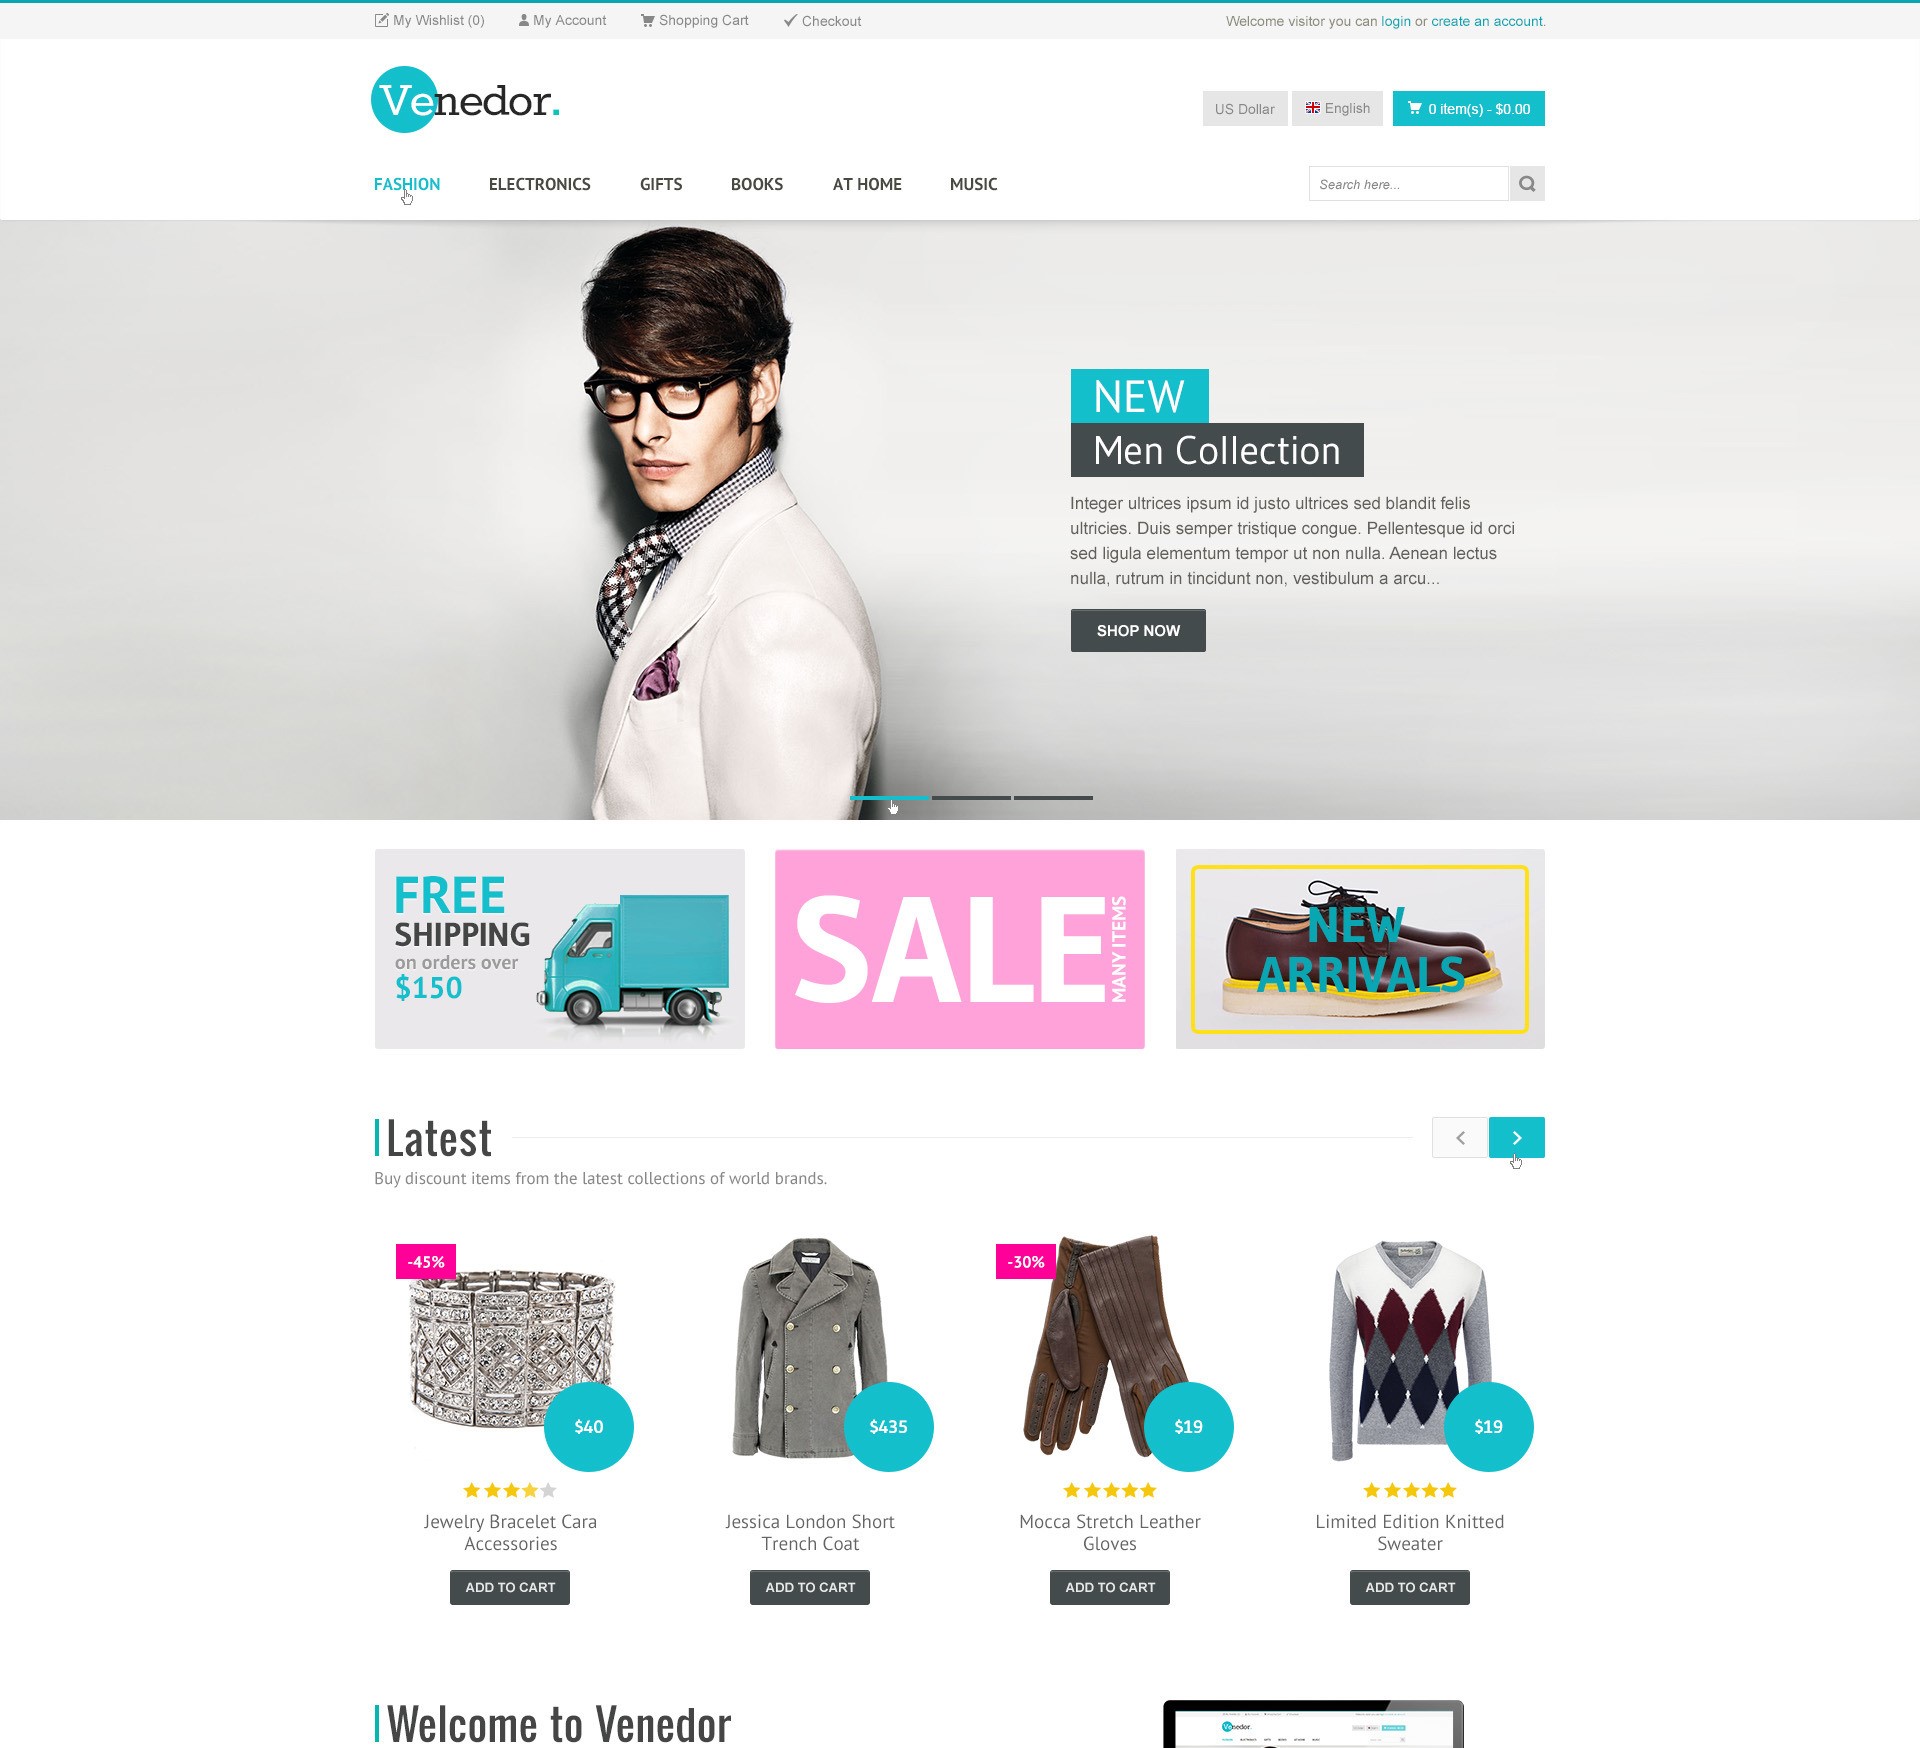 My Wishlist (0) My Account Shopping Cart Checkout Welcome visitor you can login or create an account.
Venedor.
US Dollar English 0 item(s) - $0.00
FASHION ELECTRONICS GIFTS BOOKS AT HOME MUSIC Search here...
NEW
Men Collection
Integer ultrices ipsum id justo ultrices sed blandit felis
ultricies. Duis semper tristique congue. Pellentesque id orci
sed ligula elementum tempor ut non nulla. Aenean lectus
nulla, rutrum in tincidunt non, vestibulum a arcu...
SHOP NOW
FREE
SHIPPING
on orders over
$150
SALE
MANY ITEMS
NEW
ARRIVALS
Latest
Buy discount items from the latest collections of world brands.
-45%
$40
Jewelry Bracelet Cara
Accessories
ADD TO CART
$435
Jessica London Short
Trench Coat
ADD TO CART
-30%
$19
Mocca Stretch Leather
Gloves
ADD TO CART
$19
Limited Edition Knitted
Sweater
ADD TO CART
Welcome to Venedor
Venedor.